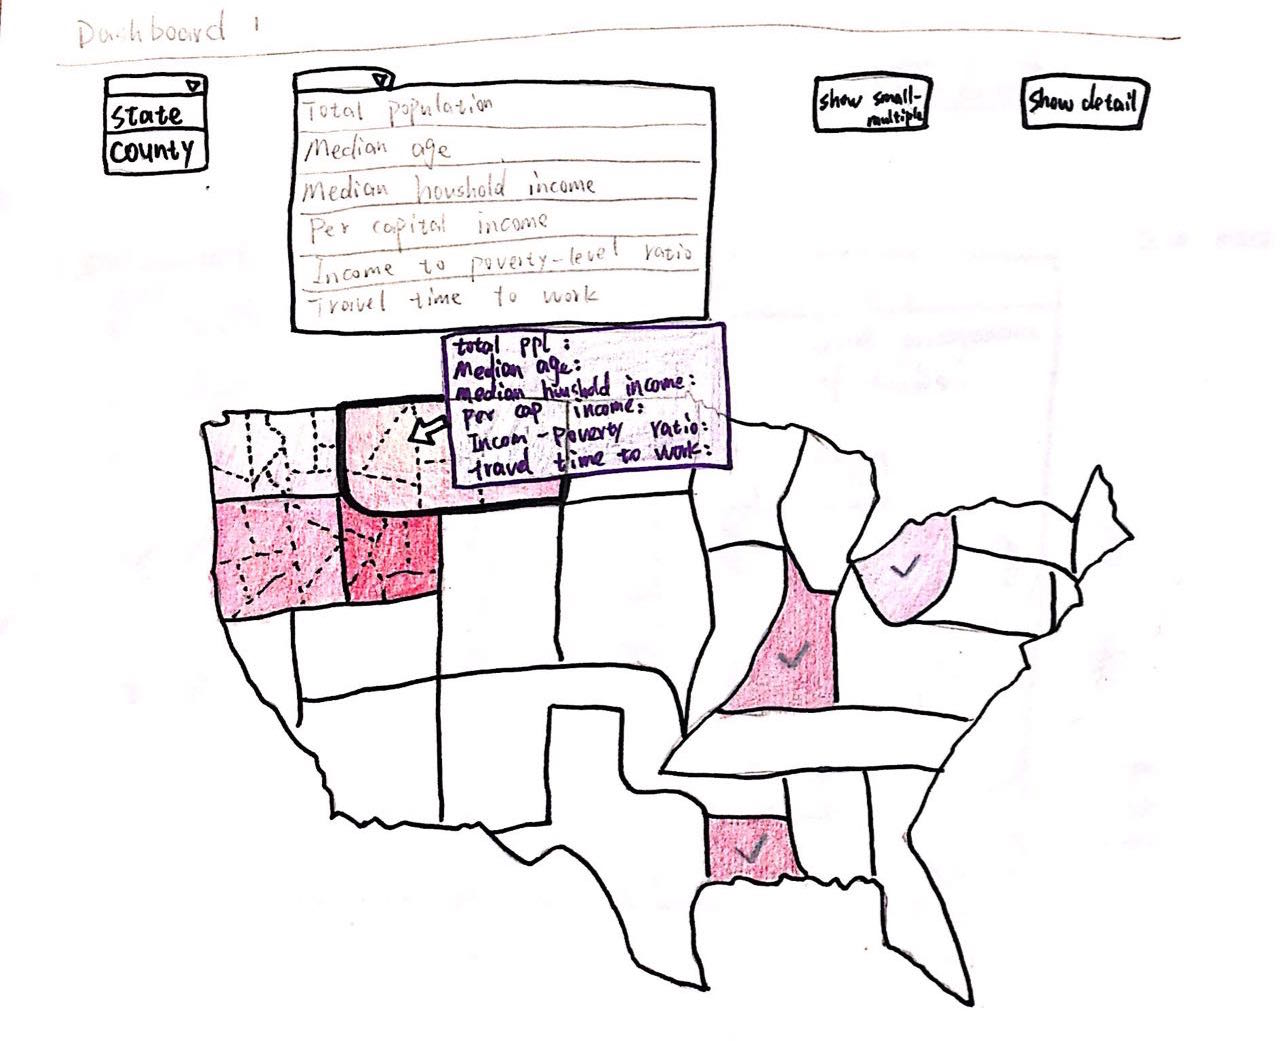 Dashboard 1
state
county
Total population
Median age
Median houshold income
Per capital income
Income to poverty-level ratio
Travel time to work
show small-
multiple
Show detail
total ppl :
Median age:
median houshold income:
per cap income:
Incom-poverty ratio:
travel time to work: